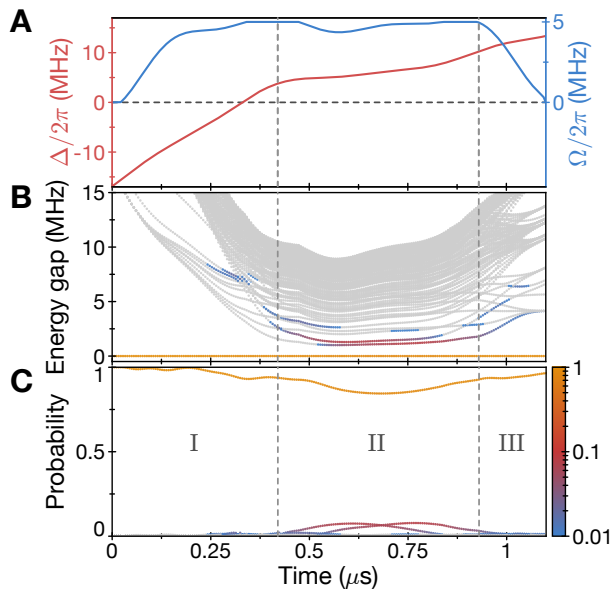 A
Δ/2π (MHz)
10
0
-10
5
0
Ω/2π (MHz)
B
Energy gap (MHz)
15
10
5
0
C
Probability
1
0.5
0
I
II
III
1
0.1
0.01
0
0.25
0.5
0.75
1
Time (μs)